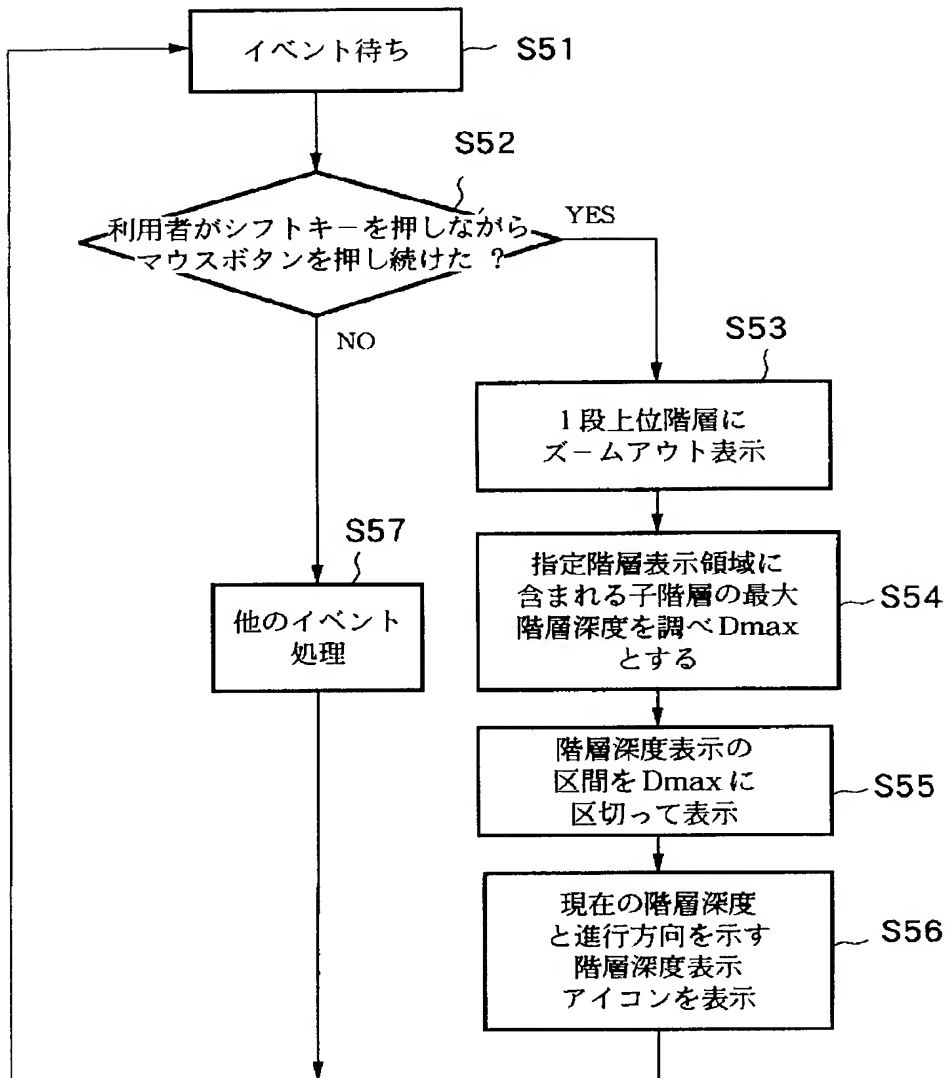 イベント待ち
S51
S52
利用者がシフトキーを押しながら
マウスボタンを押し続けた ?
YES
NO
S53
1段上位階層に
ズームアウト表示
S57
他のイベント
処理
指定階層表示領域に
含まれる子階層の最大
階層深度を調べDmax
とする
S54
階層深度表示の
区間をDmaxに
区切って表示
S55
現在の階層深度
と進行方向を示す
階層深度表示
アイコンを表示
S56